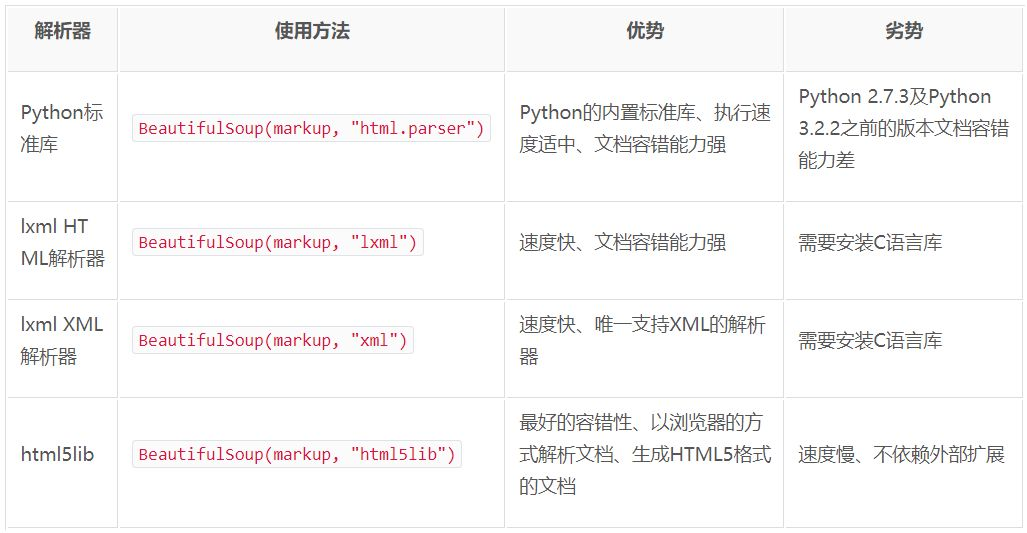 解析器 使用方法 优势 劣势
Python标
准库
BeautifulSoup(markup, "html.parser")
Python的内置标准库、执行速
度适中、文档容错能力强
Python 2.7.3及Python
3.2.2之前的版本文档容错
能力差
lxml HT
ML解析器
BeautifulSoup(markup, "lxml")
速度快、文档容错能力强
需要安装C语言库
lxml XML
解析器
BeautifulSoup(markup, "xml")
速度快、唯一支持XML的解析
器
需要安装C语言库
html5lib
BeautifulSoup(markup, "html5lib")
最好的容错性、以浏览器的方
式解析文档、生成HTML5格式
的文档
速度慢、不依赖外部扩展